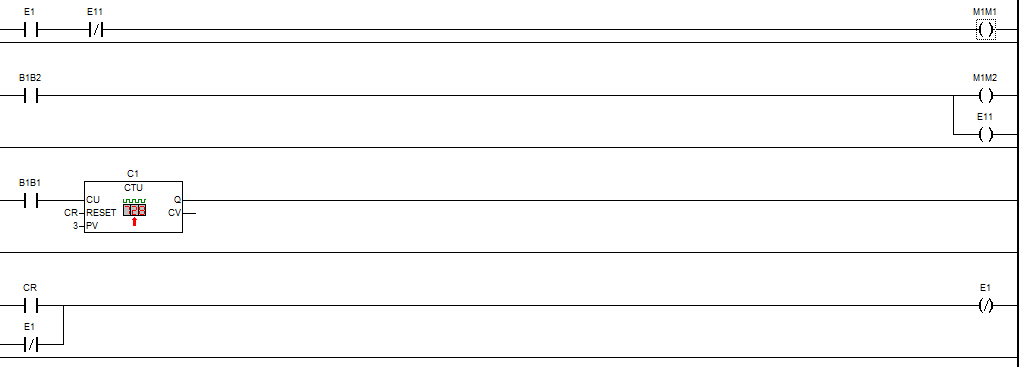 E1 E11 M1M1
B1B2 M1M2
E11
C1
B1B1 CTU
CU Q
CR RESET CV
3 PV
CR E1
E1